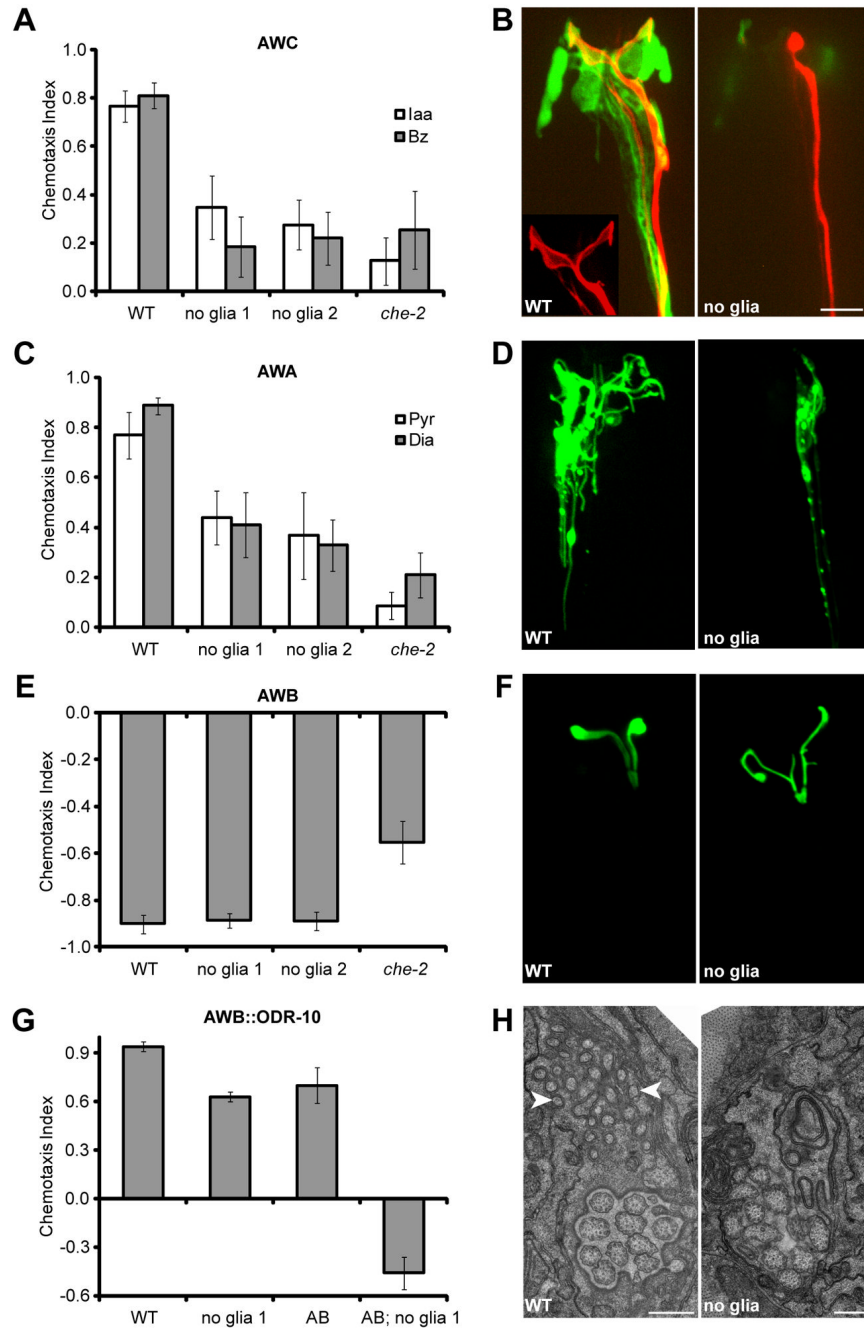 A
AWC
Chemotaxis Index
1.0
0.8
0.6
0.4
0.2
0.0
Iaa
Bz
WT
no glia 1
no glia 2
che-2
B
WT
no glia
C
AWA
Chemotaxis Index
1.0
0.8
0.6
0.4
0.2
0.0
Pyr
Dia
WT
no glia 1
no glia 2
che-2
D
WT
no glia
E
AWB
Chemotaxis Index
0.0
-0.2
-0.4
-0.6
-0.8
-1.0
WT
no glia 1
no glia 2
che-2
F
WT
no glia
G
AWB::ODR-10
Chemotaxis Index
0.9
0.6
0.3
0.0
-0.3
-0.6
WT
no glia 1
AB
AB; no glia 1
H
WT
no glia